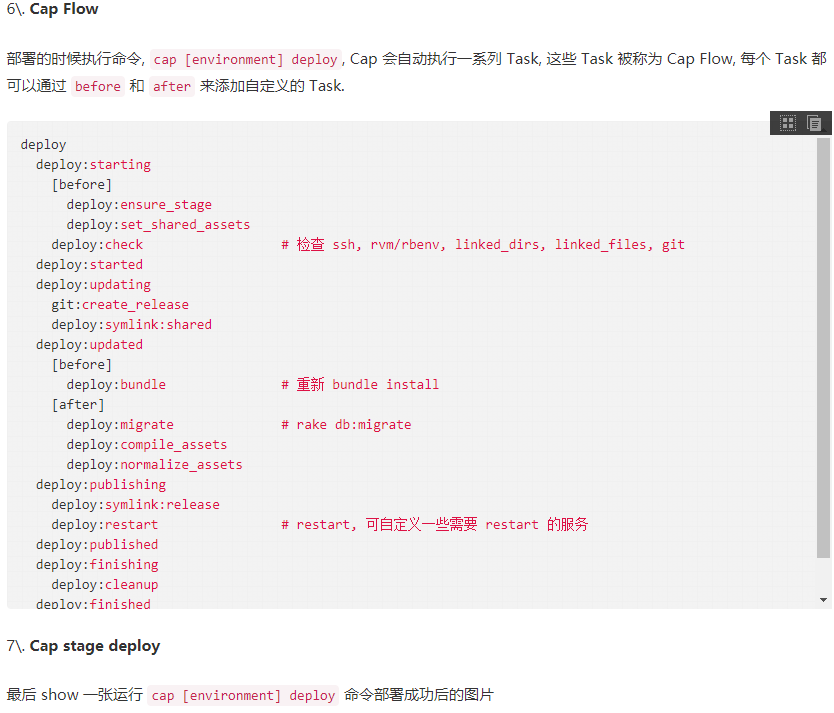 6\. Cap Flow
部署的时候执行命令, cap [environment] deploy, Cap 会自动执行一系列 Task, 这些 Task 被称为 Cap Flow, 每个 Task 都
可以通过 before 和 after 来添加自定义的 Task.
deploy
  deploy:starting
    [before]
      deploy:ensure_stage
      deploy:set_shared_assets
    deploy:check                  # 检查 ssh, rvm/rbenv, linked_dirs, linked_files, git
  deploy:started
  deploy:updating
    git:create_release
    deploy:symlink:shared
  deploy:updated
    [before]
      deploy:bundle               # 重新 bundle install
    [after]
      deploy:migrate              # rake db:migrate
      deploy:compile_assets
      deploy:normalize_assets
  deploy:publishing
    deploy:symlink:release
    deploy:restart                # restart, 可自定义一些需要 restart 的服务
  deploy:published
  deploy:finishing
    deploy:cleanup
  deploy:finished
7\. Cap stage deploy
最后 show 一张运行 cap [environment] deploy 命令部署成功后的图片